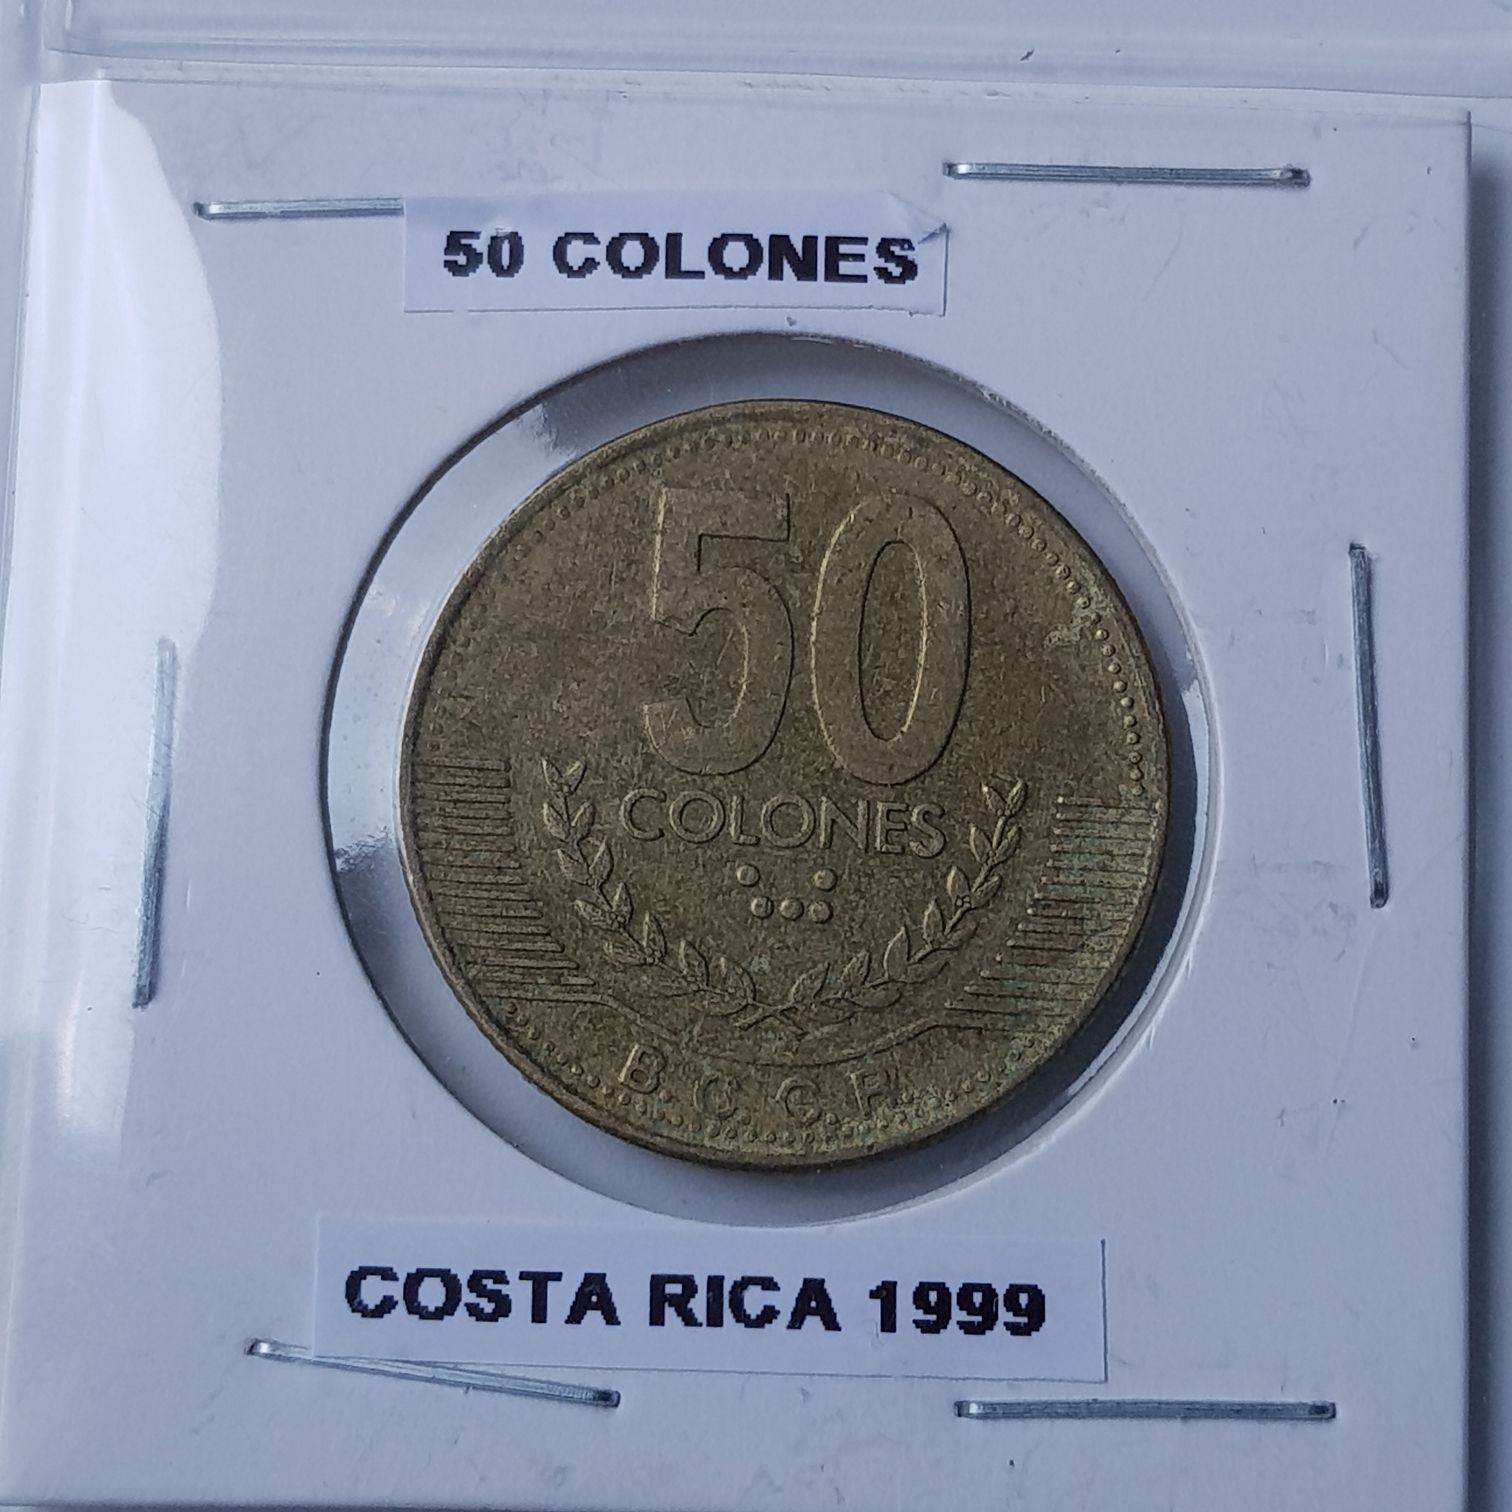 50 COLONES
50
COLONES
B.C.C.R.
COSTA RICA 1999